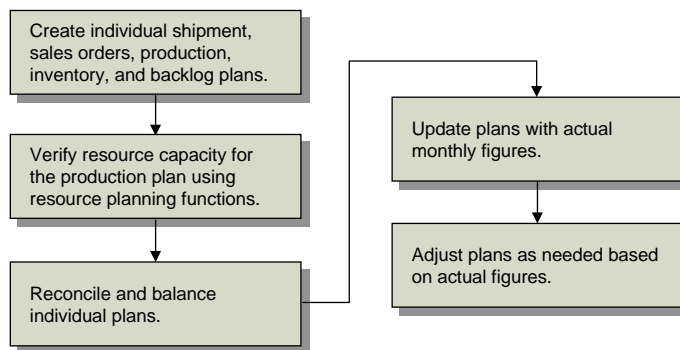 Create individual shipment,
sales orders, production,
inventory, and backlog plans.
Verify resource capacity for
the production plan using
resource planning functions.
Reconcile and balance
individual plans.
Update plans with actual
monthly figures.
Adjust plans as needed based
on actual figures.